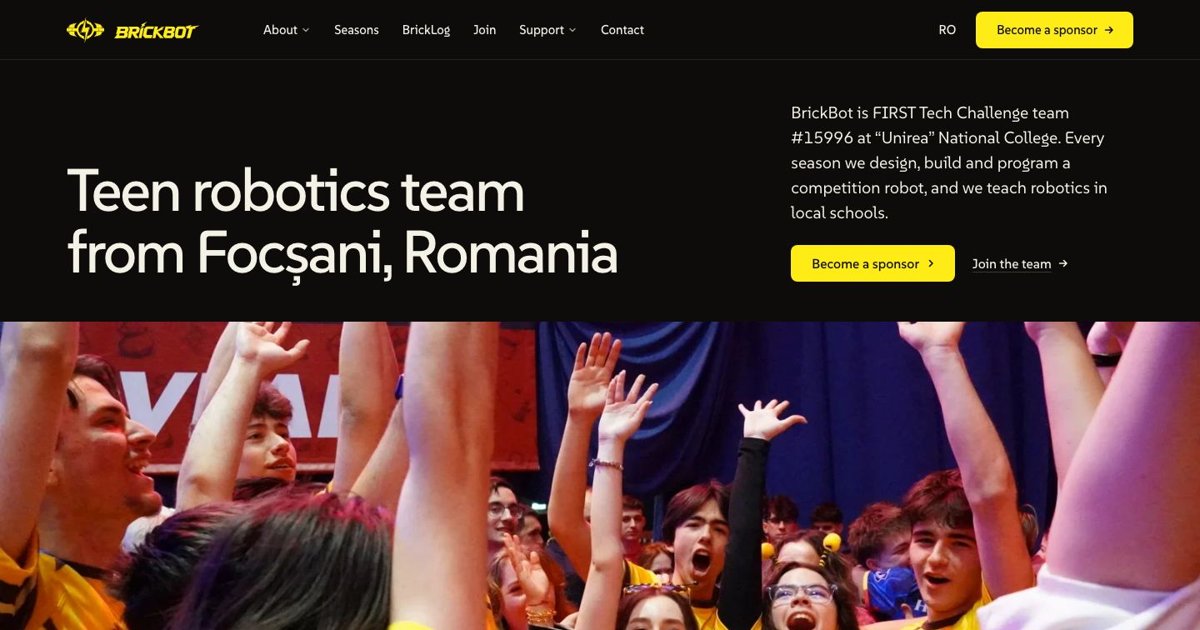 BRICKBOT
About
Seasons
BrickLog
Join
Support
Contact
RO
Become a sponsor →
Teen robotics team
from Focșani, Romania
BrickBot is FIRST Tech Challenge team
#15996 at “Unirea” National College. Every
season we design, build and program a
competition robot, and we teach robotics in
local schools.
Become a sponsor
Join the team →